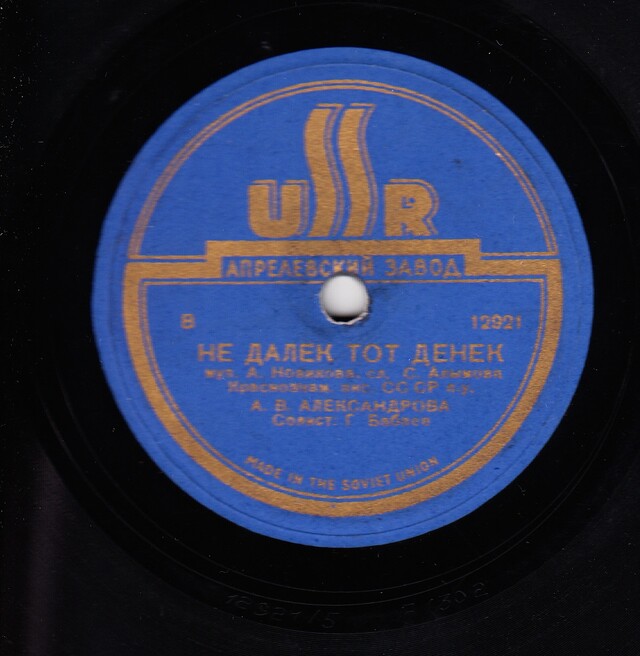 USSR
АПРЕЛЕВСКИЙ ЗАВОД
В 12921
НЕ ДАЛЕК ТОТ ДЕНЕК
муз. А. Новикова, сл. С. Алымова
Краснознам. анс. СССР п/у.
А. В. АЛЕКСАНДРОВА
Солист: Г. Бабаев
MADE IN THE SOVIET UNION